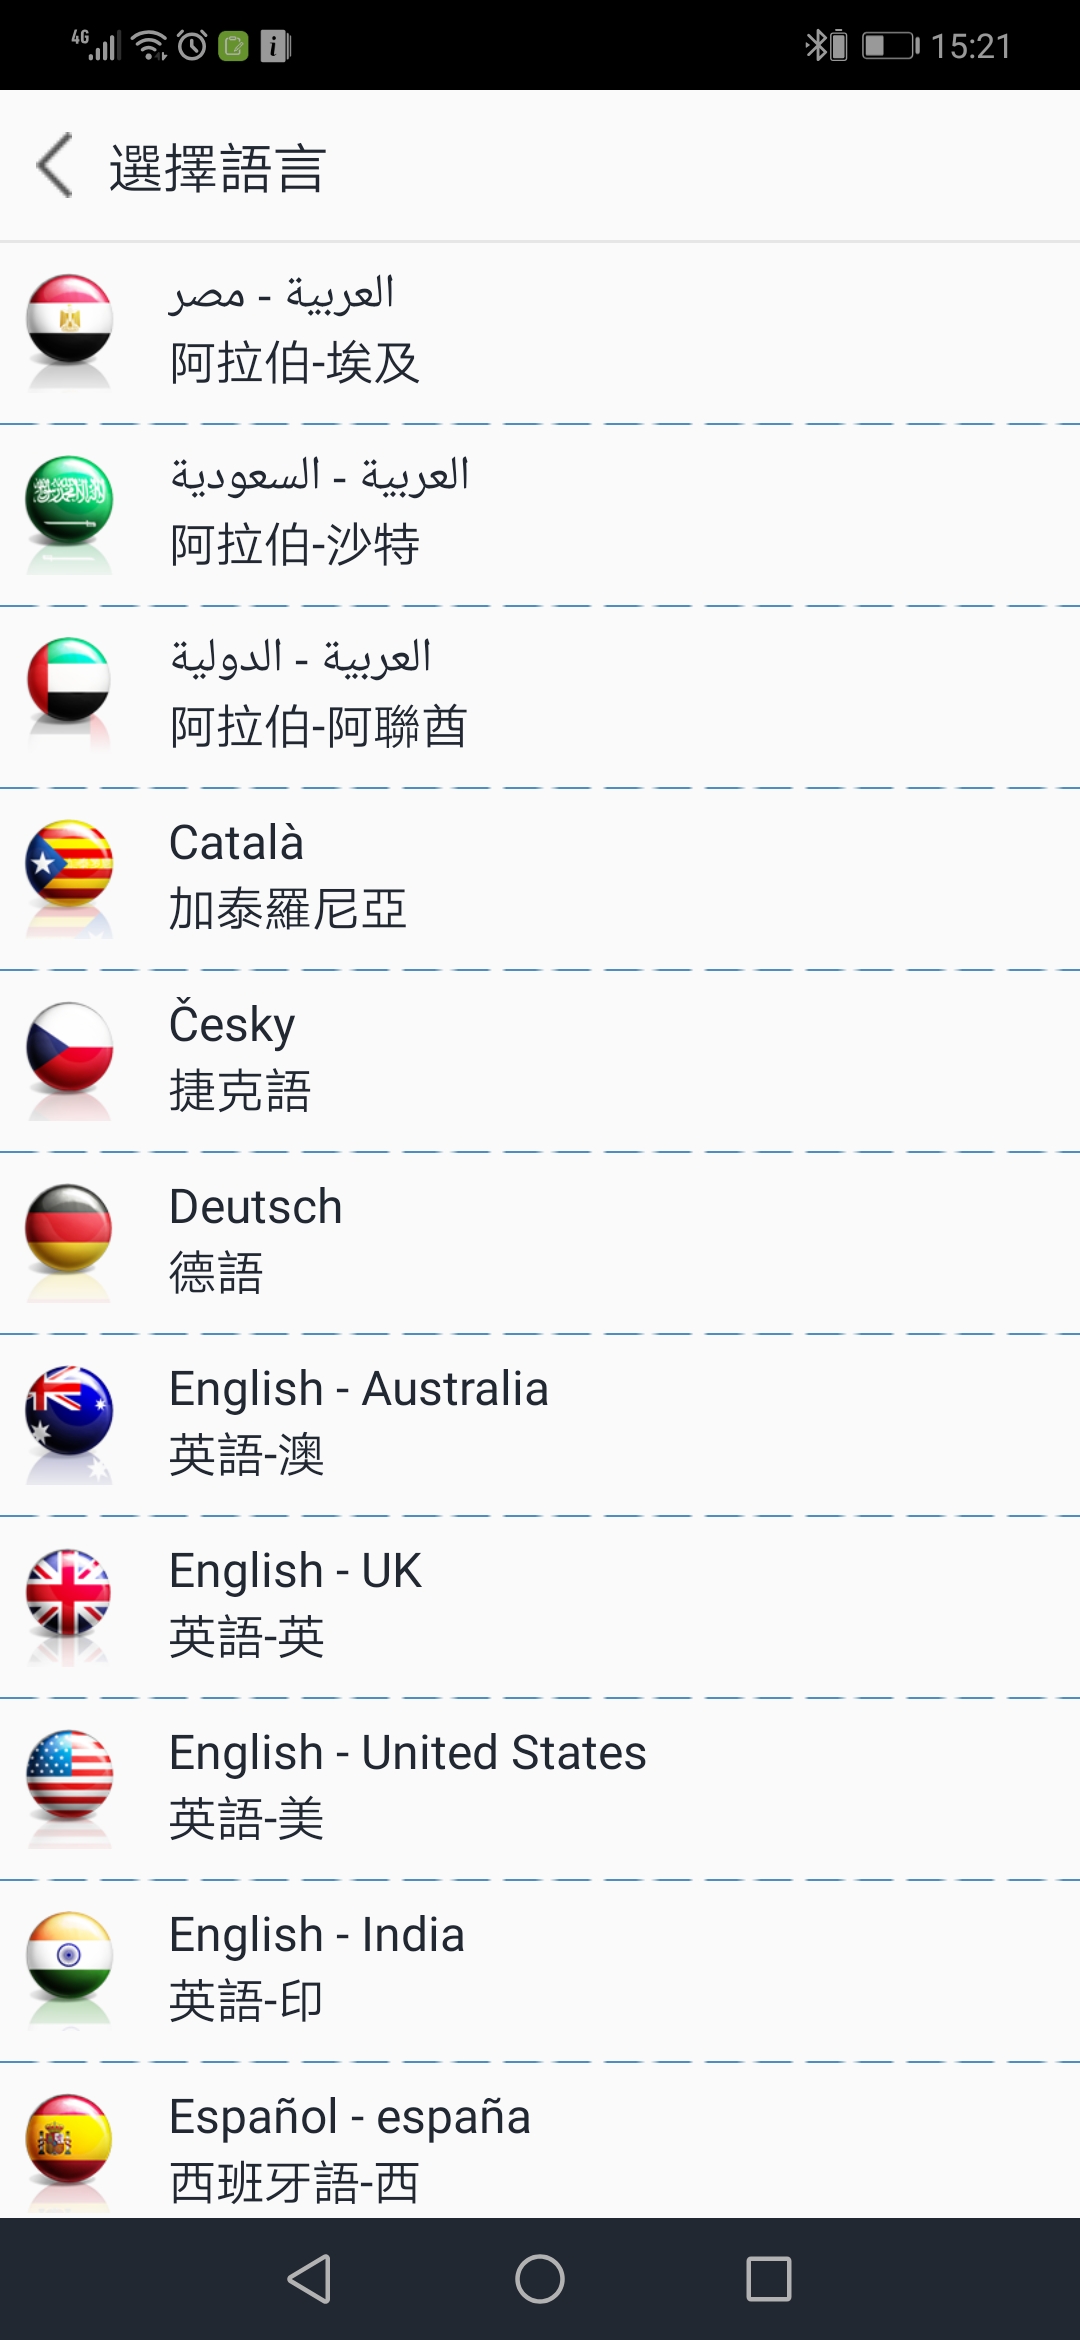 4G
15:21
選擇語言
العربية - مصر
阿拉伯-埃及
العربية - السعودية
阿拉伯-沙特
العربية - الدولية
阿拉伯-阿聯酋
Català
加泰羅尼亞
Česky
捷克語
Deutsch
德語
English - Australia
英語-澳
English - UK
英語-英
English - United States
英語-美
English - India
英語-印
Español - españa
西班牙語-西